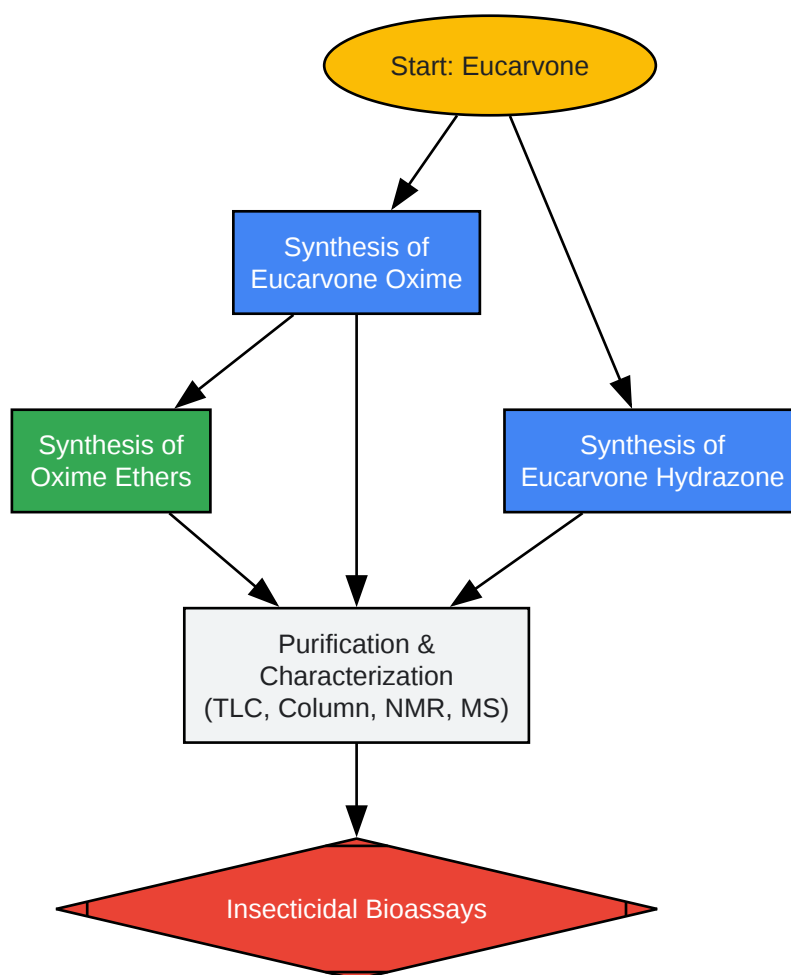 Start: Eucarvone
Synthesis of
Eucarvone Oxime
Synthesis of
Oxime Ethers
Synthesis of
Eucarvone Hydrazone
Purification &
Characterization
(TLC, Column, NMR, MS)
Insecticidal Bioassays